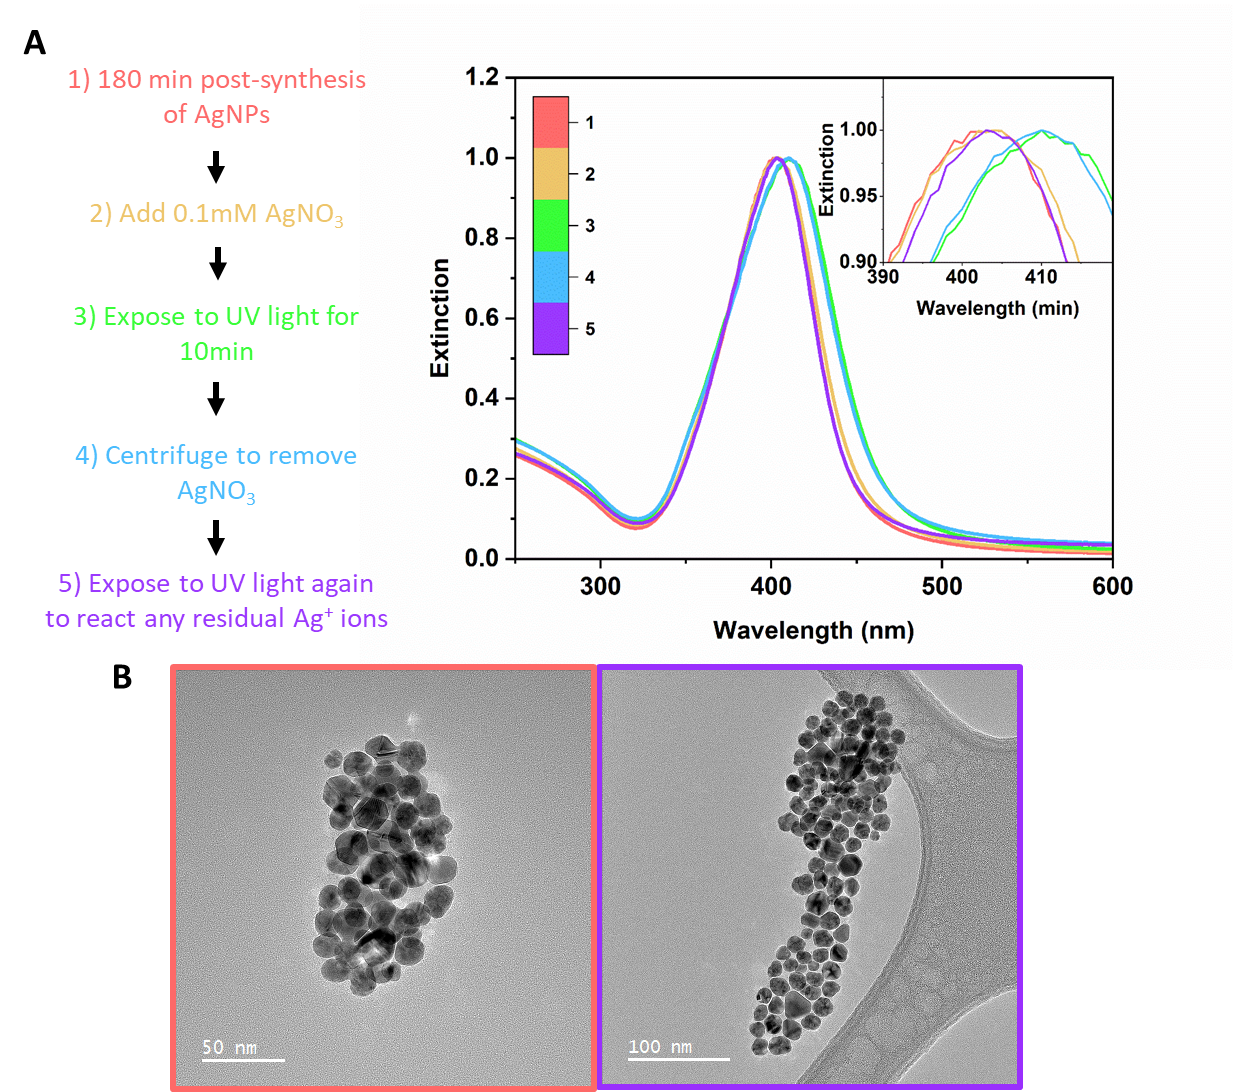 A
1) 180 min post-synthesis
of AgNPs
2) Add 0.1mM AgNO₃
3) Expose to UV light for
10min
4) Centrifuge to remove
AgNO₃
5) Expose to UV light again
to react any residual Ag⁺ ions
Extinction
1.2
1.0
0.8
0.6
0.4
0.2
0.0
300
400
500
600
Wavelength (nm)
1
2
3
4
5
Extinction
1.00
0.95
0.90
390
400
410
Wavelength (min)
B
50 nm
100 nm